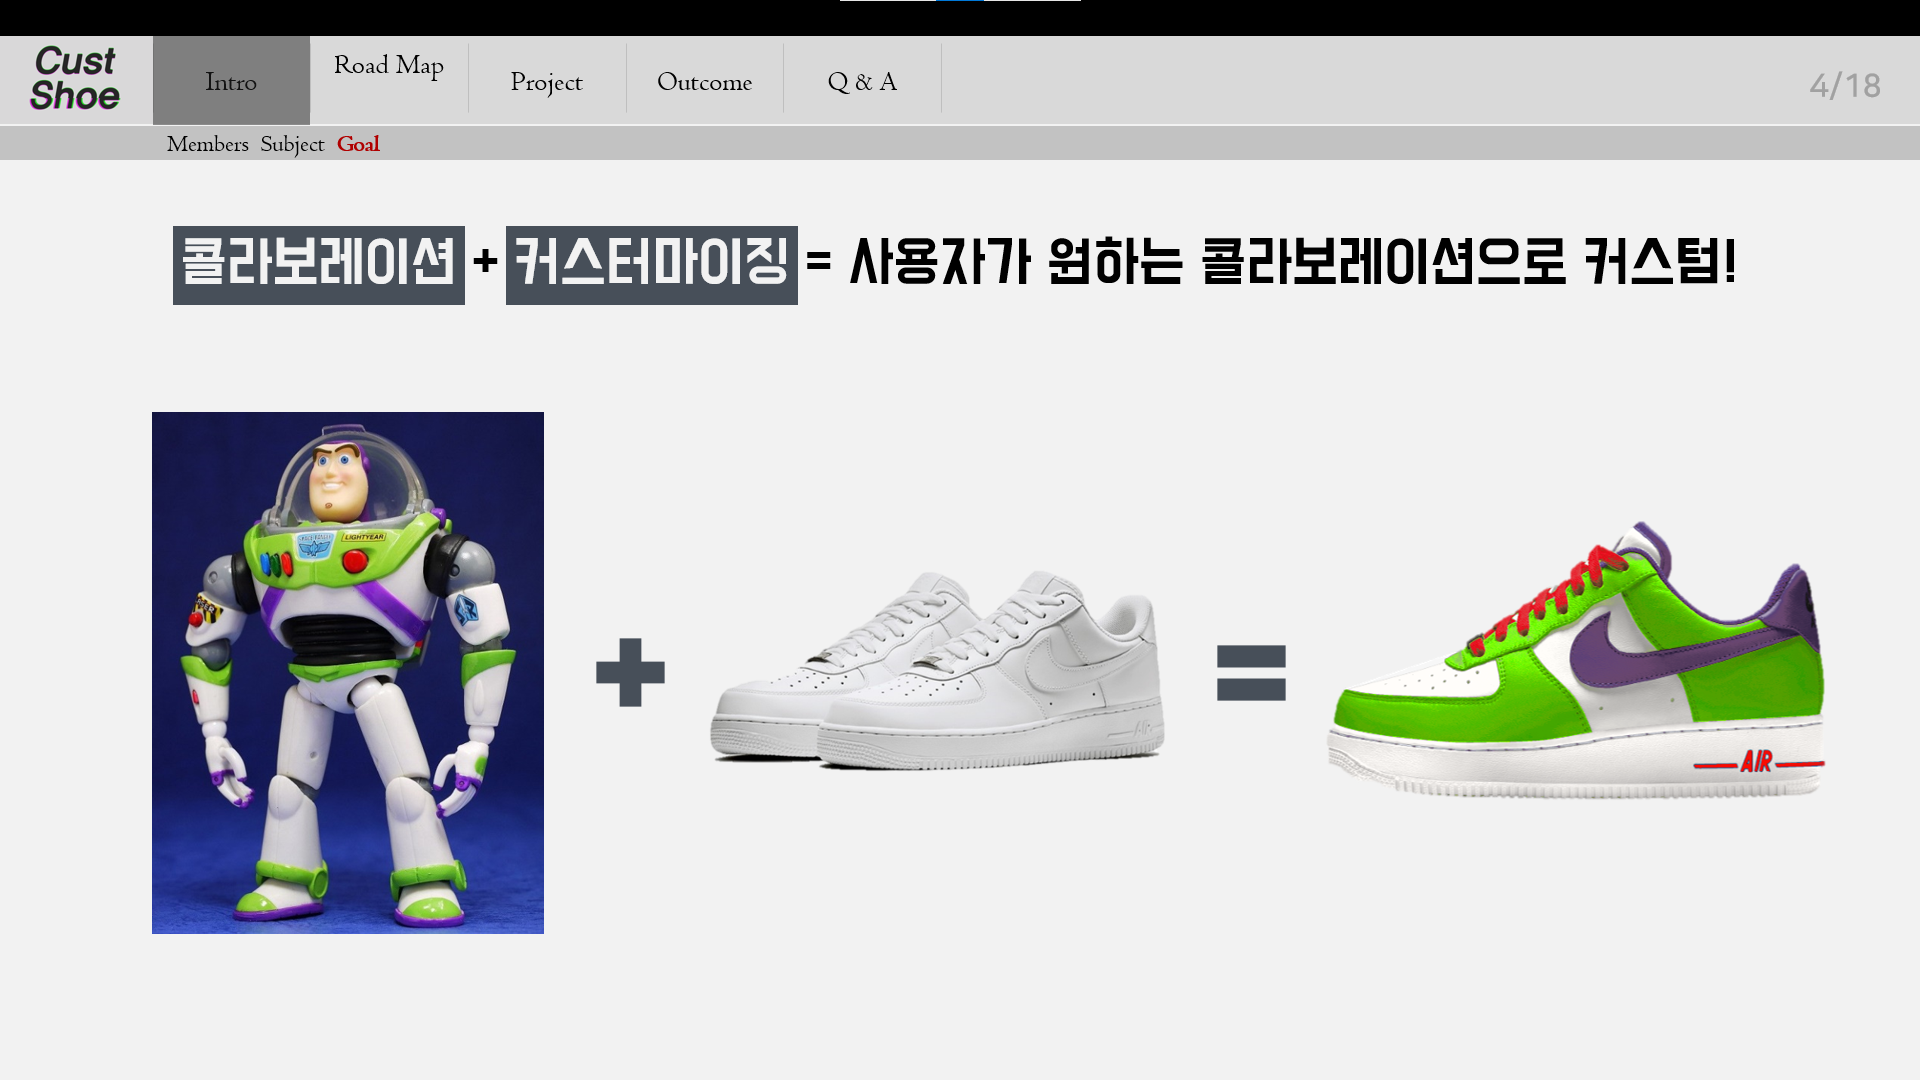 Cust
Shoe
Intro
Road Map
Project
Outcome
Q & A
4/18
Members Subject Goal
콜라보레이션 + 커스터마이징 = 사용자가 원하는 콜라보레이션으로 커스텀!
LIGHTYEAR
AIR
AIR